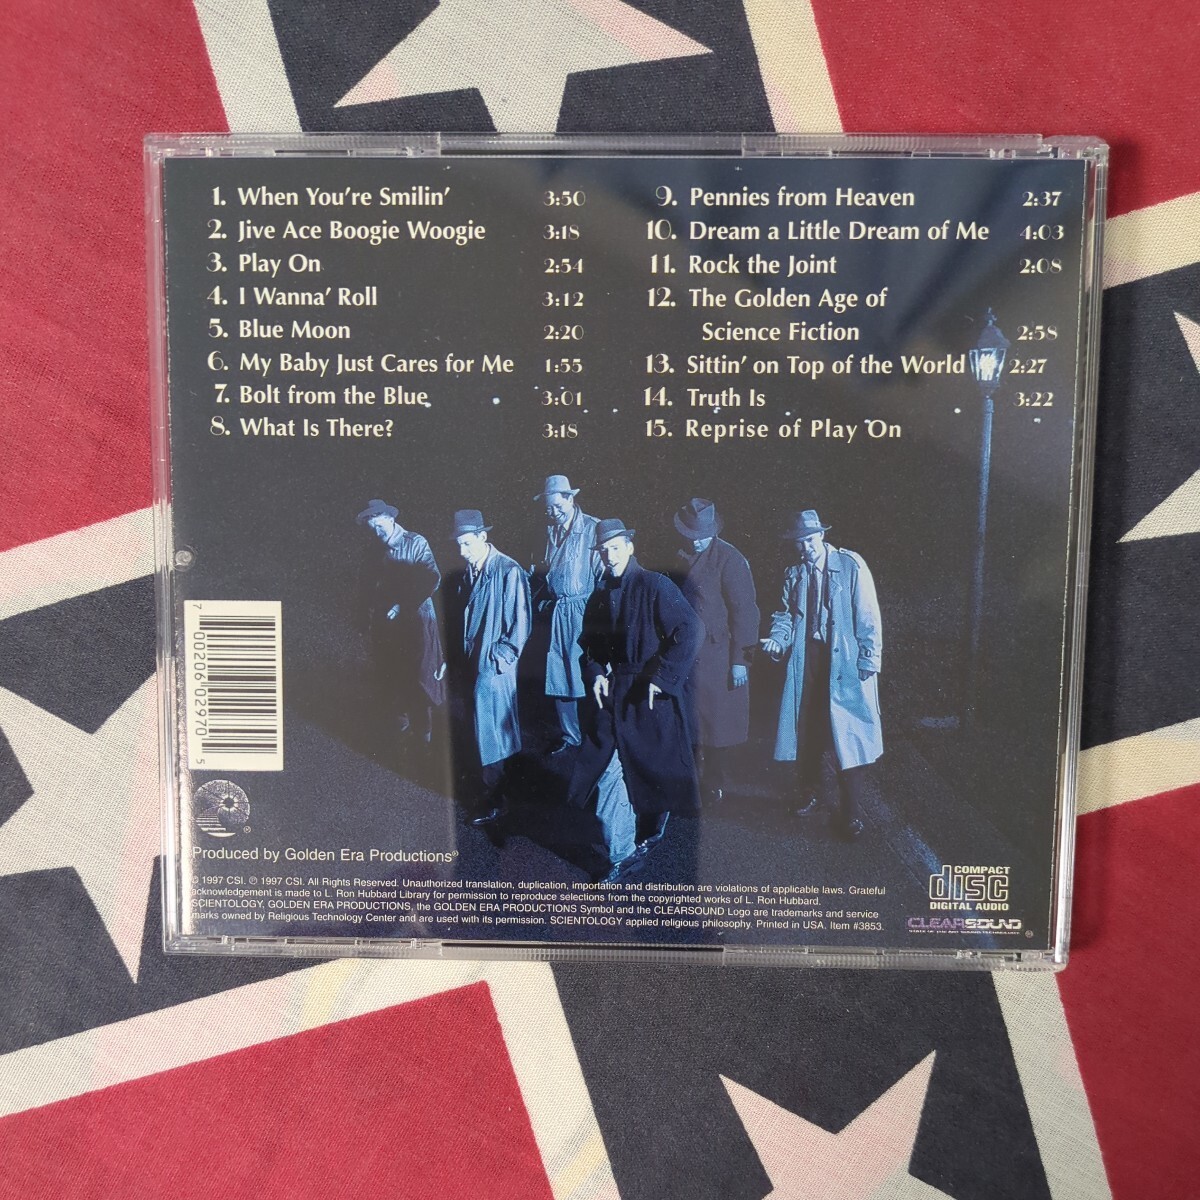 1. When You're Smilin' 3:50
2. Jive Ace Boogie Woogie 3:18
3. Play On 2:54
4. I Wanna' Roll 3:12
5. Blue Moon 2:20
6. My Baby Just Cares for Me 1:55
7. Bolt from the Blue 3:01
8. What Is There? 3:18
9. Pennies from Heaven 2:37
10. Dream a Little Dream of Me 4:03
11. Rock the Joint 2:08
12. The Golden Age of
Science Fiction 2:58
13. Sittin' on Top of the World 2:27
14. Truth Is 3:22
15. Reprise of Play On
7 00206 02970 5
®
Produced by Golden Era Productions®
© 1997 CSI. ℗ 1997 CSI. All Rights Reserved. Unauthorized translation, duplication, importation and distribution are violations of applicable laws. Grateful
acknowledgement is made to L. Ron Hubbard Library for permission to reproduce selections from the copyrighted works of L. Ron Hubbard.
SCIENTOLOGY, GOLDEN ERA PRODUCTIONS, the GOLDEN ERA PRODUCTIONS Symbol and the CLEARSOUND Logo are trademarks and service
marks owned by Religious Technology Center and are used with its permission. SCIENTOLOGY applied religious philosophy. Printed in USA. Item #3853.
COMPACT
disc
DIGITAL AUDIO
CLEARSOUND
®